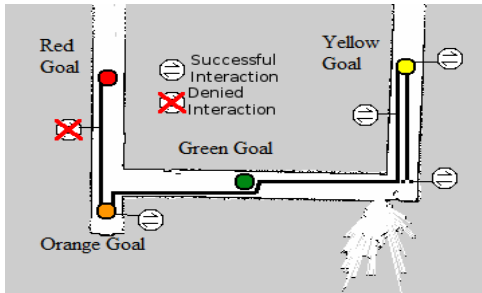 Red
Goal
Successful
Interaction
Denied
Interaction
Yellow
Goal
Green Goal
Orange Goal